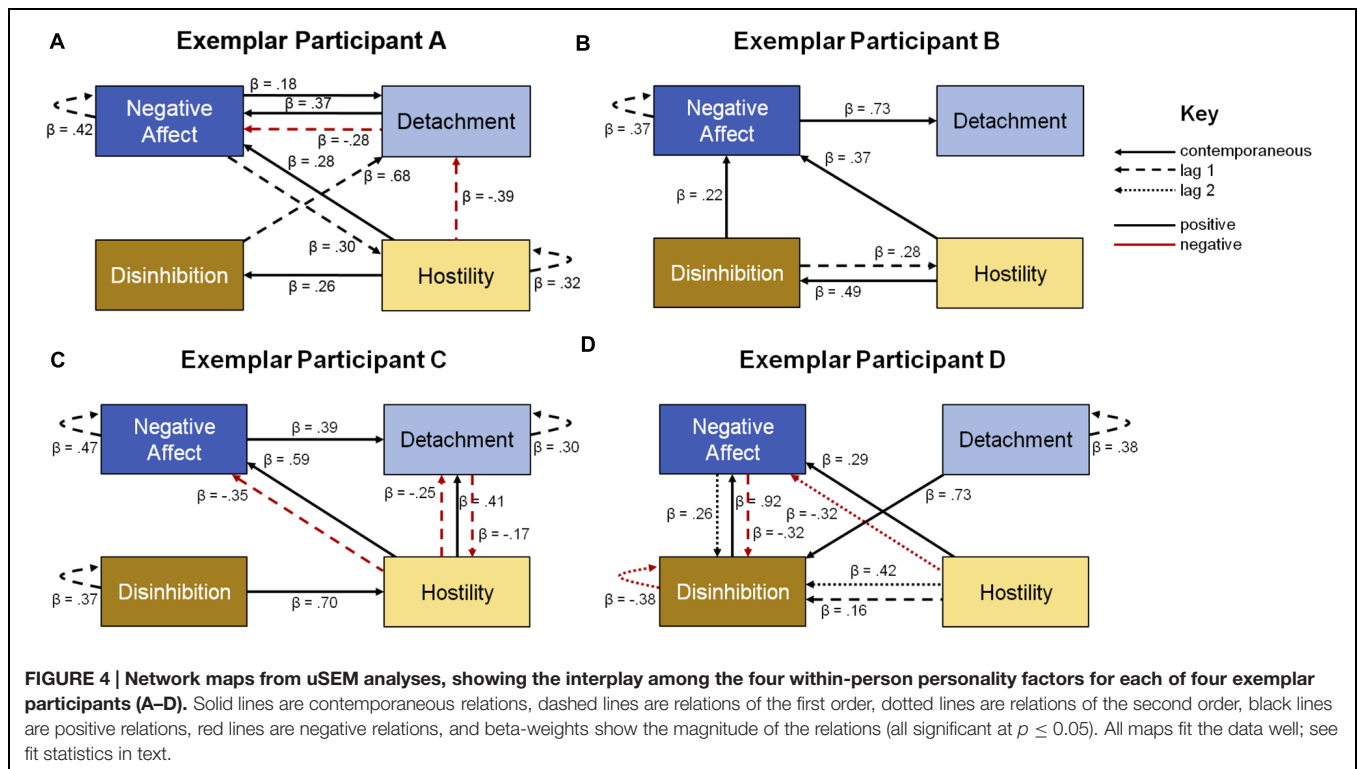 A
Exemplar Participant A
β = .18
β = .37
β = -.28
β = .42
Negative
Affect
Detachment
β = .28
β = .68
β = -.39
β = .30
Disinhibition
Hostility
β = .26
β = .32
B
Exemplar Participant B
Negative
Affect
β = .73
Detachment
β = .37
β = .37
β = .22
Disinhibition
β = .28
Hostility
β = .49
Key
contemporaneous
lag 1
lag 2
positive
negative
C
Exemplar Participant C
Negative
Affect
β = .39
Detachment
β = .47
β = .59
β = .30
β = -.35
β = -.25
β = .41
β = -.17
Disinhibition
Hostility
β = .37
β = .70
D
Exemplar Participant D
Negative
Affect
Detachment
β = .29
β = .38
β = .73
β = .26
β = .92
β = -.32
β = -.32
β = .42
Disinhibition
Hostility
β = -.38
β = .16
FIGURE 4 | Network maps from uSEM analyses, showing the interplay among the four within-person personality factors for each of four exemplar
participants (A–D). Solid lines are contemporaneous relations, dashed lines are relations of the first order, dotted lines are relations of the second order, black lines
are positive relations, red lines are negative relations, and beta-weights show the magnitude of the relations (all significant at p ≤ 0.05). All maps fit the data well; see
fit statistics in text.